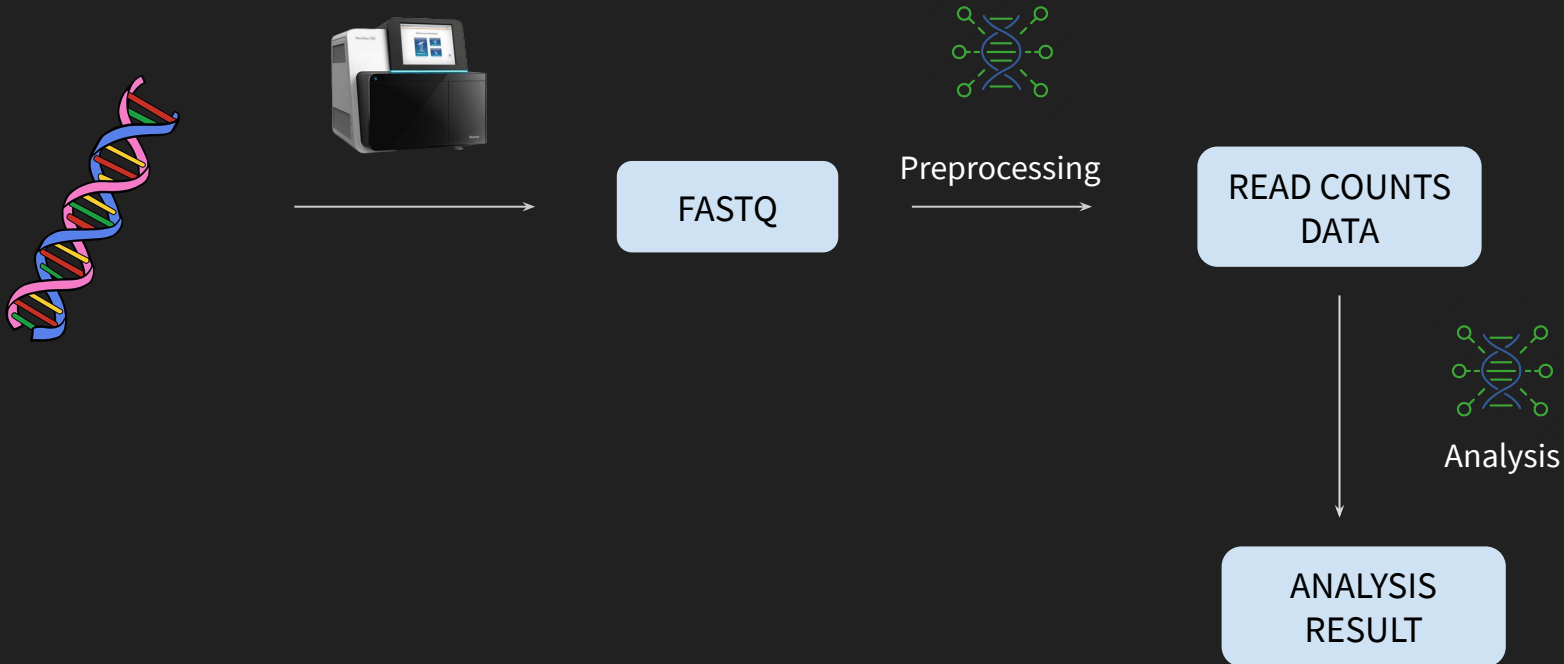 Preprocessing
FASTQ
READ COUNTS
DATA
Analysis
ANALYSIS
RESULT